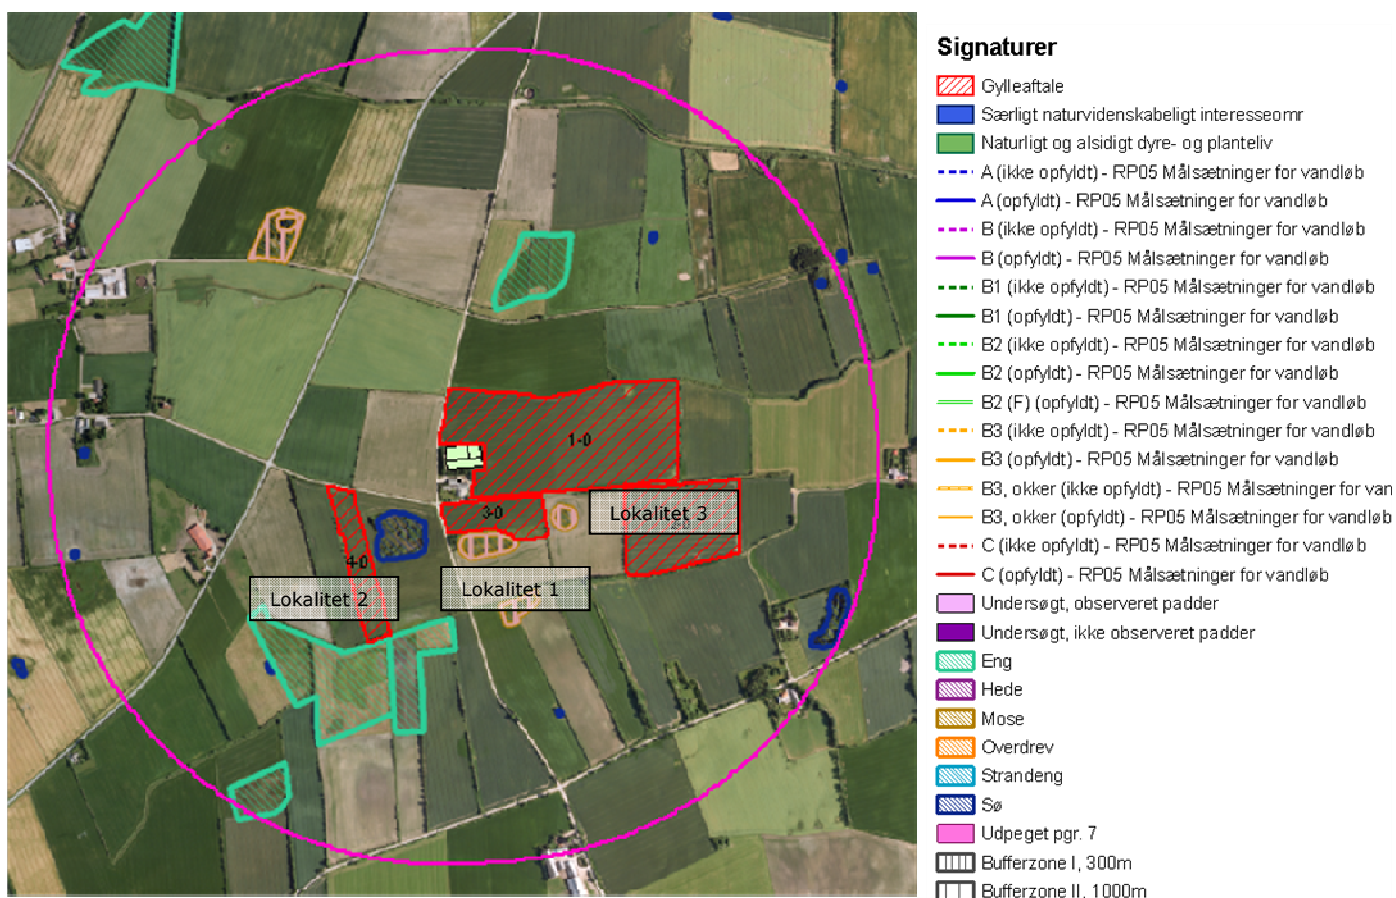 Signaturer
Gylleaftale
Særligt naturvidenskabeligt interesseomr
Naturligt og alsidigt dyre- og planteliv
A (ikke opfyldt) - RP05 Målsætninger for vandløb
A (opfyldt) - RP05 Målsætninger for vandløb
B (ikke opfyldt) - RP05 Målsætninger for vandløb
B (opfyldt) - RP05 Målsætninger for vandløb
B1 (ikke opfyldt) - RP05 Målsætninger for vandløb
B1 (opfyldt) - RP05 Målsætninger for vandløb
B2 (ikke opfyldt) - RP05 Målsætninger for vandløb
B2 (opfyldt) - RP05 Målsætninger for vandløb
B2 (F) (opfyldt) - RP05 Målsætninger for vandløb
B3 (ikke opfyldt) - RP05 Målsætninger for vandløb
B3 (opfyldt) - RP05 Målsætninger for vandløb
B3, okker (ikke opfyldt) - RP05 Målsætninger for van
B3, okker (opfyldt) - RP05 Målsætninger for vandløb
C (ikke opfyldt) - RP05 Målsætninger for vandløb
C (opfyldt) - RP05 Målsætninger for vandløb
Undersøgt, observeret padder
Undersøgt, ikke observeret padder
Eng
Hede
Mose
Overdrev
Strandeng
Sø
Udpeget pgr. 7
Bufferzone I, 300m
Bufferzone II, 1000m
1-0
3-0
Lokalitet 3
4-0
Lokalitet 2
Lokalitet 1